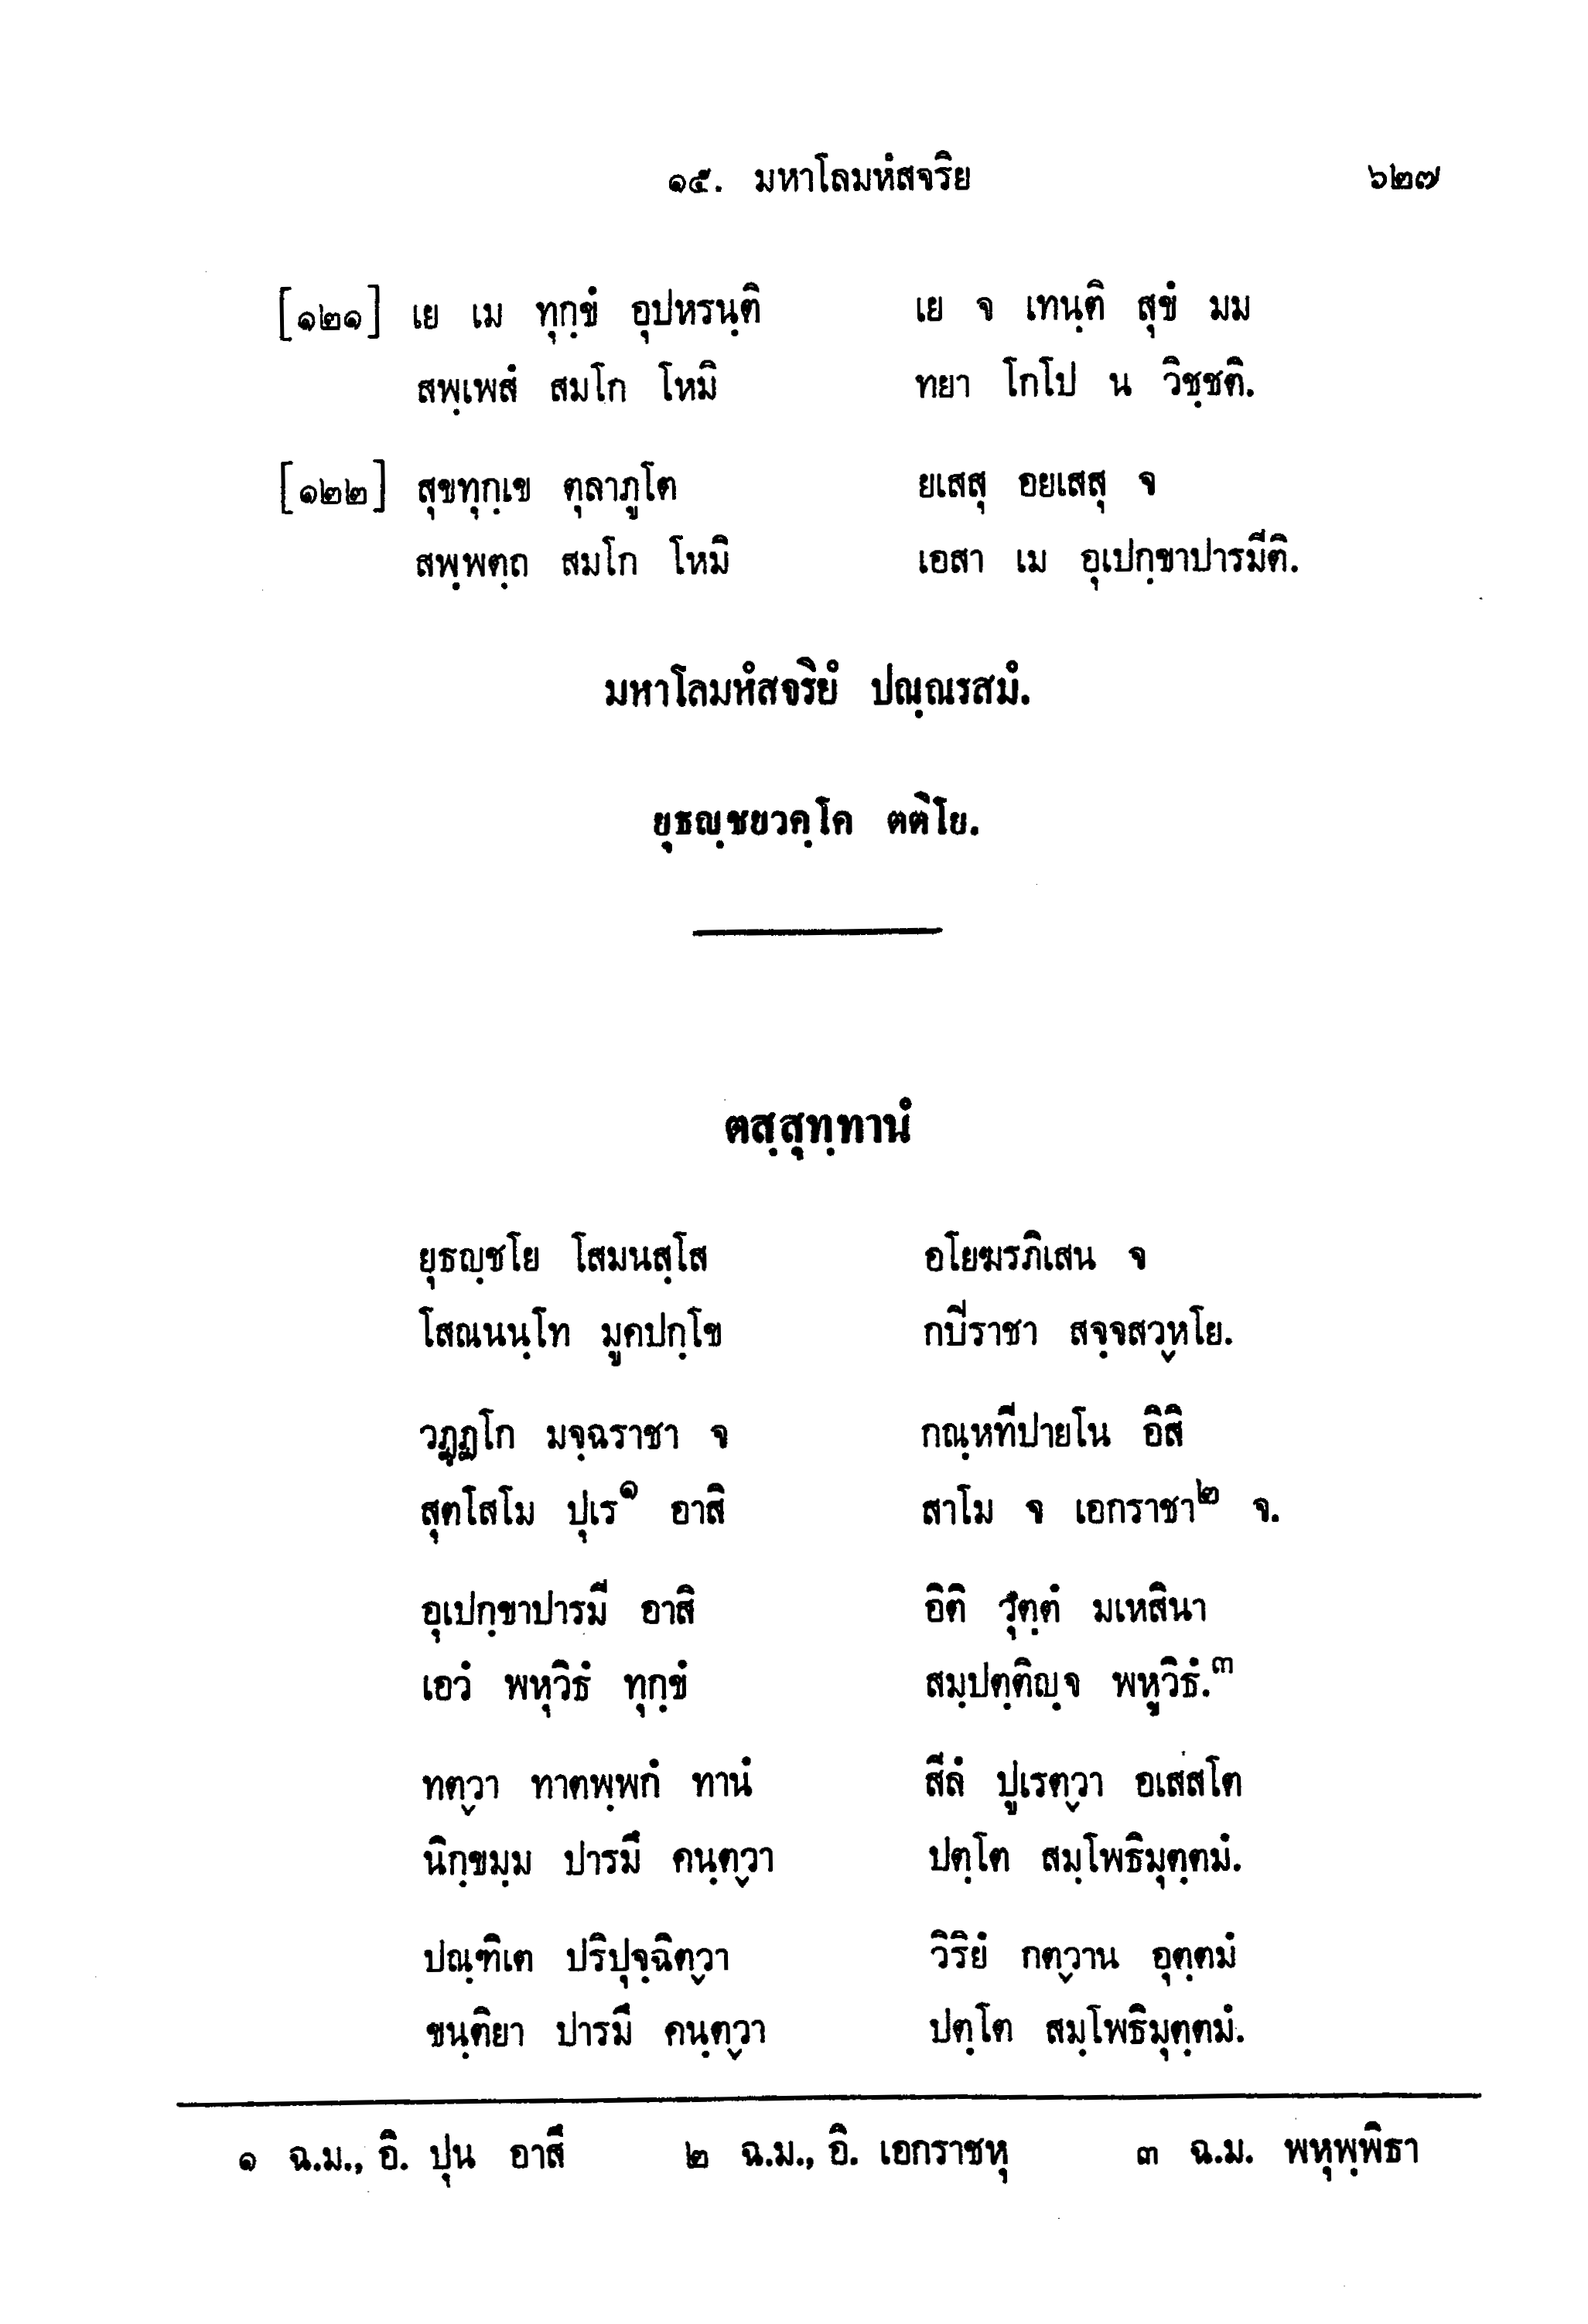 ๑๕. มหาโลมหํสจริย ๖๒๗
[๑๒๑] เย เม ทุกฺขํ อุปหรนฺติ เย จ เทนฺติ สุขํ มม
สพฺเพสํ สมโก โหมิ ทยา โกโป น วิชฺชติ.
[๑๒๒] สุขทุกฺเข ตุลาภูโต ยเสสุ อยเสสุ จ
สพฺพตฺถ สมโก โหมิ เอสา เม อุเปกฺขาปารมีติ.
มหาโลมหํสจริยํ ปณฺณรสมํ.
ยุธญฺชยวคฺโค ตติโย.
ตสฺสุทฺทานํ
ยุธญฺชโย โสมนสฺโส อโยฆรภิเสน จ
โสณนนฺโท มูคปกฺโข กปีราชา สจฺจสวฺหโย.
วฏฺฏโก มจฺฉราชา จ กณฺหทีปายโน อิสิ
สุตโสโม ปุเร๑ อาสิ สาโม จ เอกราชา๒ จ.
อุเปกฺขาปารมี อาสิ อิติ วุตฺตํ มเหสินา
เอวํ พหุวิธํ ทุกฺขํ สมฺปตฺติญฺจ พหูวิธํ.๓
ทตฺวา ทาตพฺพกํ ทานํ สีลํ ปูเรตฺวา อเสสโต
นิกฺขมฺม ปารมึ คนฺตฺวา ปตฺโต สมฺโพธิมุตฺตมํ.
ปณฺฑิเต ปริปุจฺฉิตฺวา วิริยํ กตฺวาน อุตฺตมํ
ขนฺติยา ปารมึ คนฺตฺวา ปตฺโต สมฺโพธิมุตฺตมํ.
๑ ฉ.ม., อิ. ปุน อาสึ ๒ ฉ.ม., อิ. เอกราชหุ ๓ ฉ.ม. พหุพฺพิธา